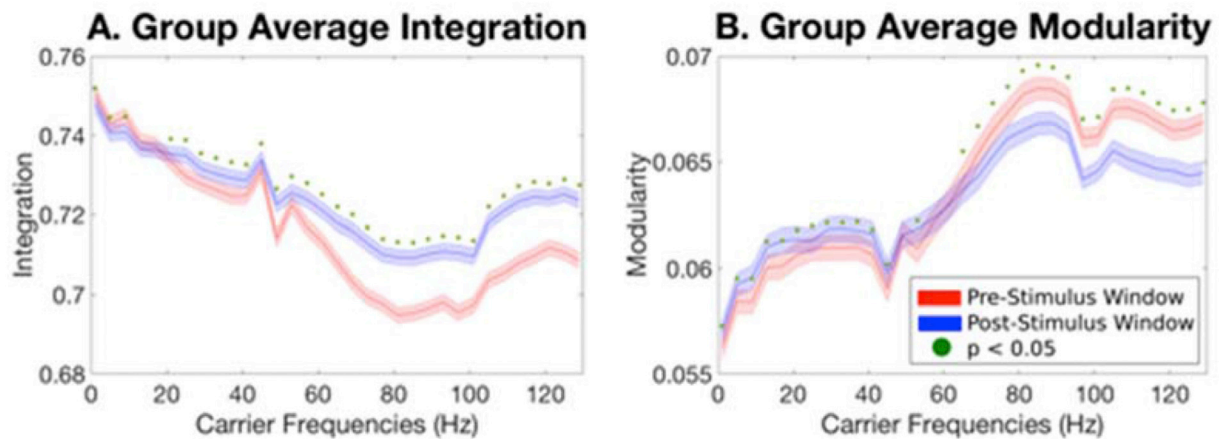 A. Group Average Integration
0.76
0.74
0.72
0.7
0.68
Integration
0 20 40 60 80 100 120
Carrier Frequencies (Hz)
B. Group Average Modularity
0.07
0.065
0.06
0.055
Modularity
Pre-Stimulus Window
Post-Stimulus Window
p < 0.05
0 20 40 60 80 100 120
Carrier Frequencies (Hz)